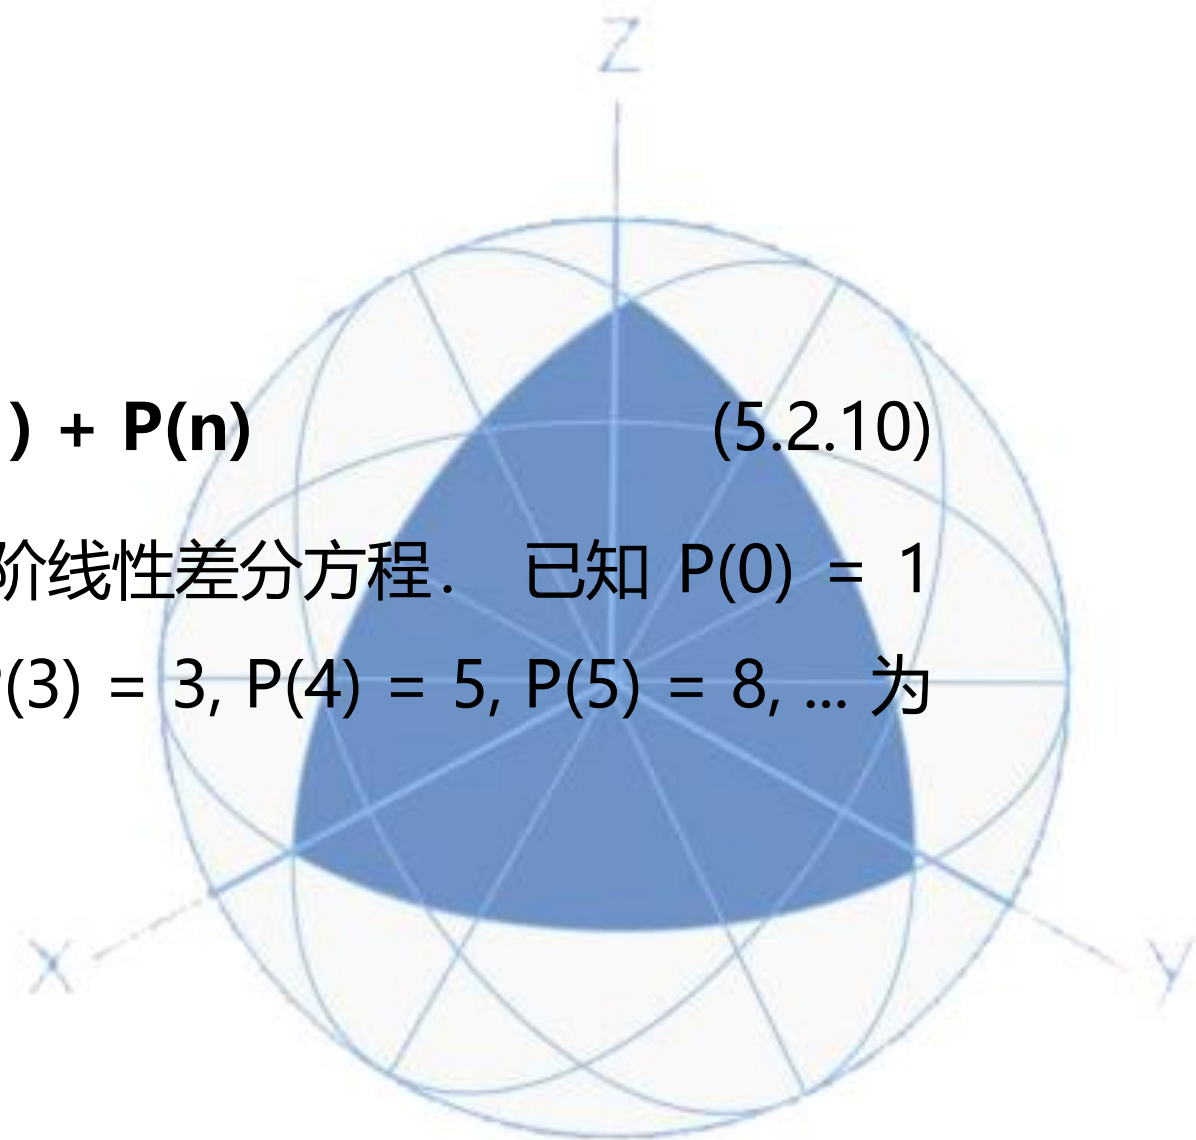 Z
) + P(n) (5.2.10)
阶线性差分方程． 已知 P(0) = 1
(3) = 3, P(4) = 5, P(5) = 8, ... 为
X
Y